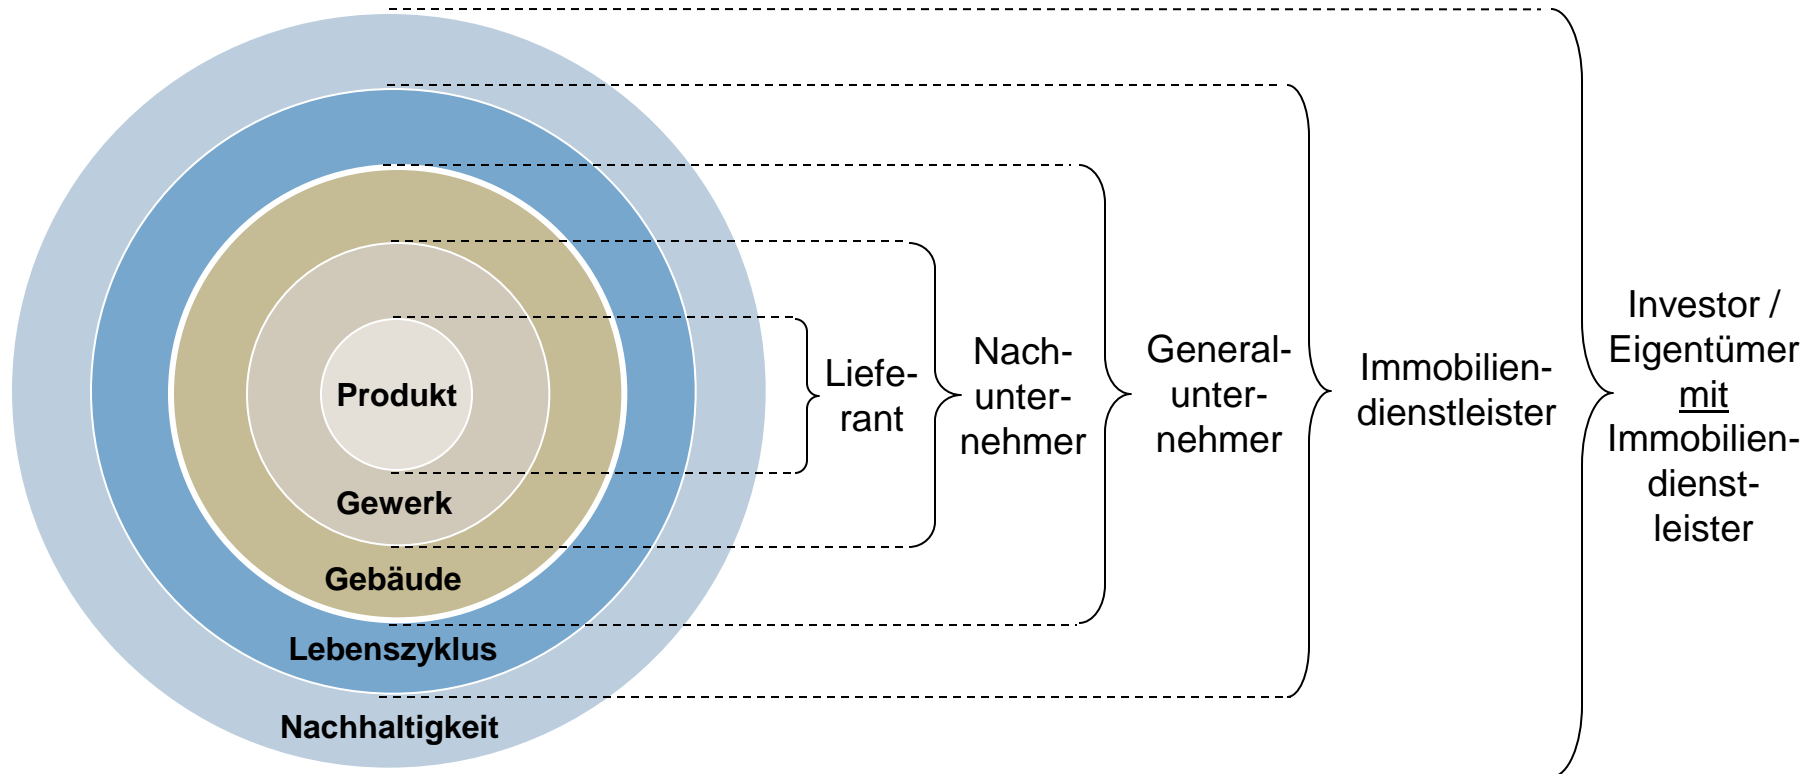 Produkt
Gewerk
Gebäude
Lebenszyklus
Nachhaltigkeit
Liefe-
rant
Nach-
unter-
nehmer
General-
unter-
nehmer
Immobilien-
dienstleister
Investor /
Eigentümer
mit
Immobilien-
dienst-
leister